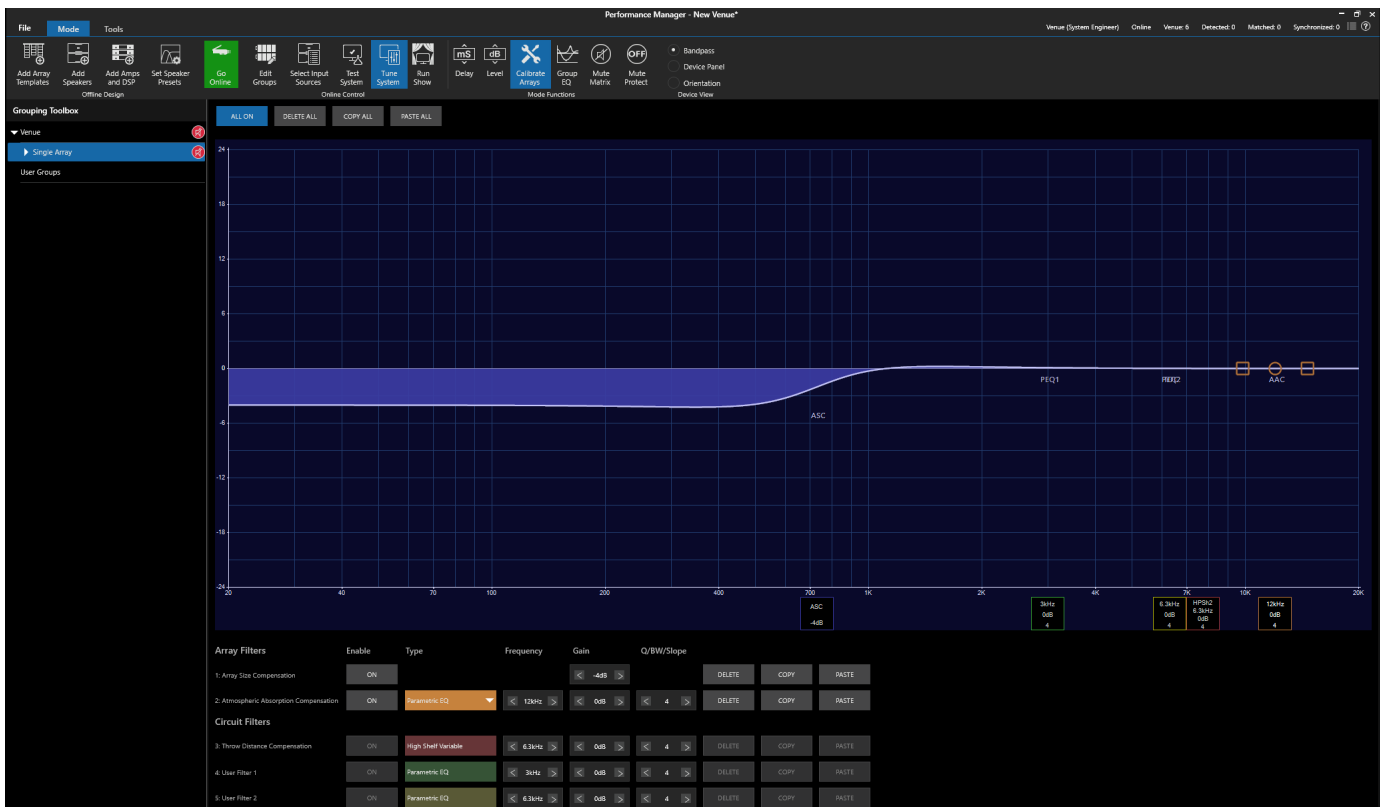 Performance Manager - New Venue*
File Mode Tools
Venue (System Engineer) Online Venue: 6 Detected: 0 Matched: 0 Synchronized: 0
Add Array Templates
Add Speakers
Add Amps and DSP
Set Speaker Presets
Offline Design
Go Online
Edit Groups
Select Input Sources
Test System
Tune System
Run Show
Online Control
mS
Delay
dB
Level
Calibrate Arrays
Group EQ
Mute Matrix
OFF
Mute Protect
Mode Functions
Bandpass
Device Panel
Orientation
Device View
Grouping Toolbox
Venue
Single Array
User Groups
ALL ON DELETE ALL COPY ALL PASTE ALL
24
18
12
6
0
-6
-12
-18
-24
PEQ1
AAC
ASC
20 40 70 100 200 400 700 1K 2K 4K 7K 10K 20K
ASC
-4dB
3kHz
0dB
4
6.3kHz
0dB
4
HPSh2
6.3kHz
0dB
4
12kHz
0dB
4
Array Filters Enable Type Frequency Gain Q/BW/Slope
1: Array Size Compensation ON < -4dB > DELETE COPY PASTE
2: Atmospheric Absorption Compensation ON Parametric EQ < 12kHz > < 0dB > < 4 > DELETE COPY PASTE
Circuit Filters
3: Throw Distance Compensation ON High Shelf Variable < 6.3kHz > < 0dB > < 4 > DELETE COPY PASTE
4: User Filter 1 ON Parametric EQ < 3kHz > < 0dB > < 4 > DELETE COPY PASTE
5: User Filter 2 ON Parametric EQ < 6.3kHz > < 0dB > < 4 > DELETE COPY PASTE